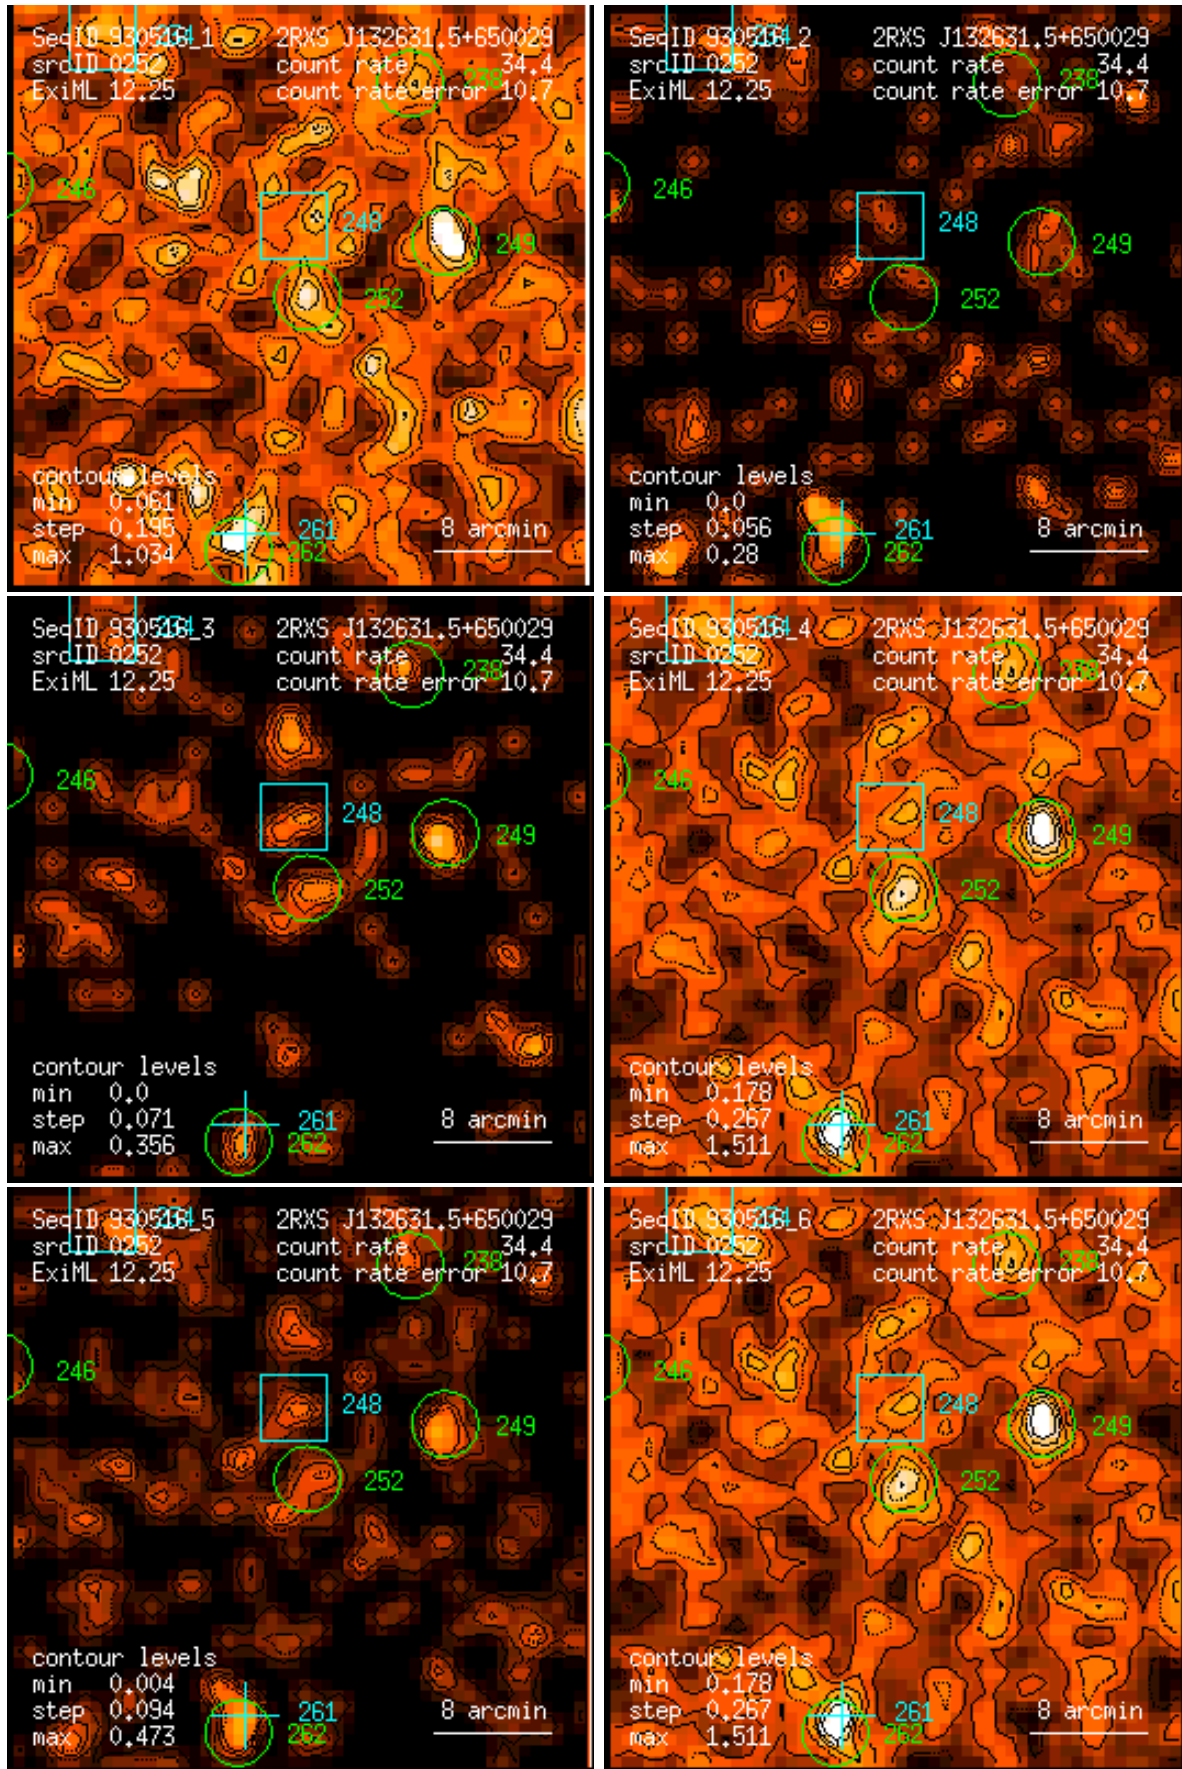 SeqID 930516_1 2RXS J132631.5+650029
srcID 0252 count rate 34.4
ExiML 12.25 count rate error 10.7
238
246
248
249
252
contour levels
min 0.061
step 0.195
max 1.034
261
262
8 arcmin
SeqID 930516_2 2RXS J132631.5+650029
srcID 0252 count rate 34.4
ExiML 12.25 count rate error 10.7
238
246
248
249
252
contour levels
min 0.0
step 0.056
max 0.28
261
262
8 arcmin
SeqID 930516_3 2RXS J132631.5+650029
srcID 0252 count rate 34.4
ExiML 12.25 count rate error 10.7
238
246
248
249
252
contour levels
min 0.0
step 0.071
max 0.356
261
262
8 arcmin
SeqID 930516_4 2RXS J132631.5+650029
srcID 0252 count rate 34.4
ExiML 12.25 count rate error 10.7
238
246
248
249
252
contour levels
min 0.178
step 0.267
max 1.511
261
262
8 arcmin
SeqID 930516_5 2RXS J132631.5+650029
srcID 0252 count rate 34.4
ExiML 12.25 count rate error 10.7
238
246
248
249
252
contour levels
min 0.004
step 0.094
max 0.473
261
262
8 arcmin
SeqID 930516_6 2RXS J132631.5+650029
srcID 0252 count rate 34.4
ExiML 12.25 count rate error 10.7
238
246
248
249
252
contour levels
min 0.178
step 0.267
max 1.511
261
262
8 arcmin